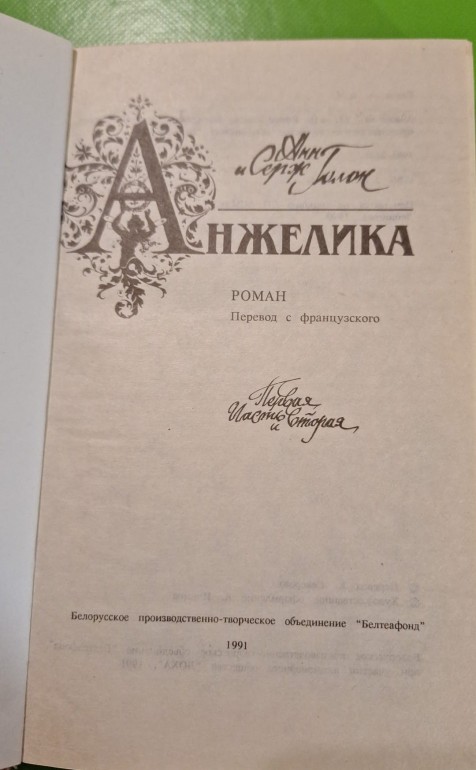 Анн
и Серж Голон
АНЖЕЛИКА
РОМАН
Перевод с французского
Первая
Часть и Вторая
Белорусское производственно-творческое объединение "Белтеафонд"
1991